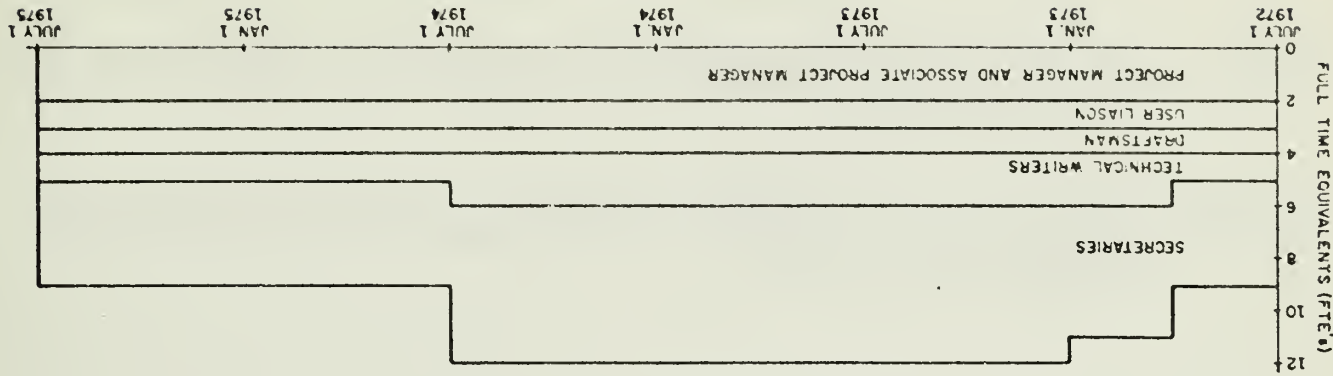 FULL TIME EQUIVALENTS (FTE's)
12
10
8
SECRETARIES
6
TECHNICAL WRITERS
4
DRAFTSMAN
USER LIASON
2
PROJECT MANAGER AND ASSOCIATE PROJECT MANAGER
0
JULY 1 JAN. 1 JULY 1 JAN. 1 JULY 1 JAN 1 JULY 1
1972 1973 1973 1974 1974 1975 1975